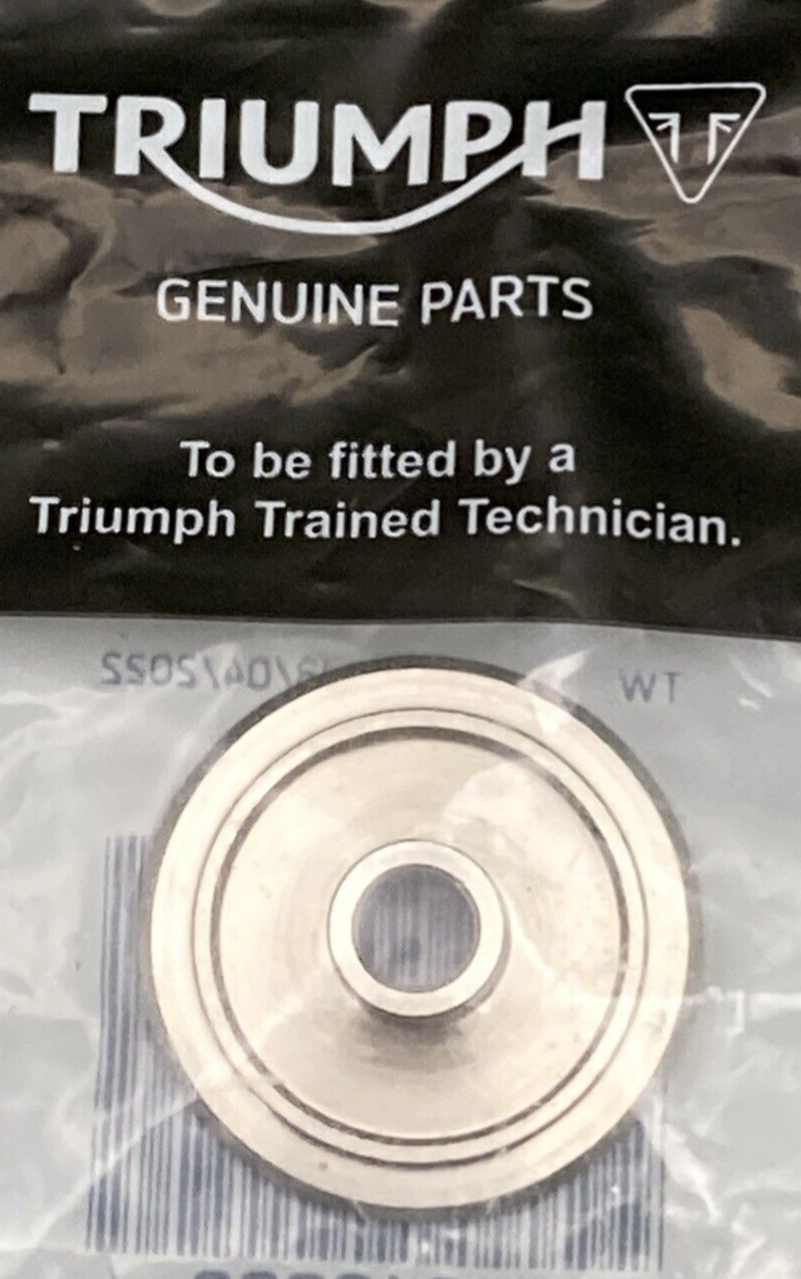 TRIUMPH
GENUINE PARTS
To be fitted by a
Triumph Trained Technician.
WT